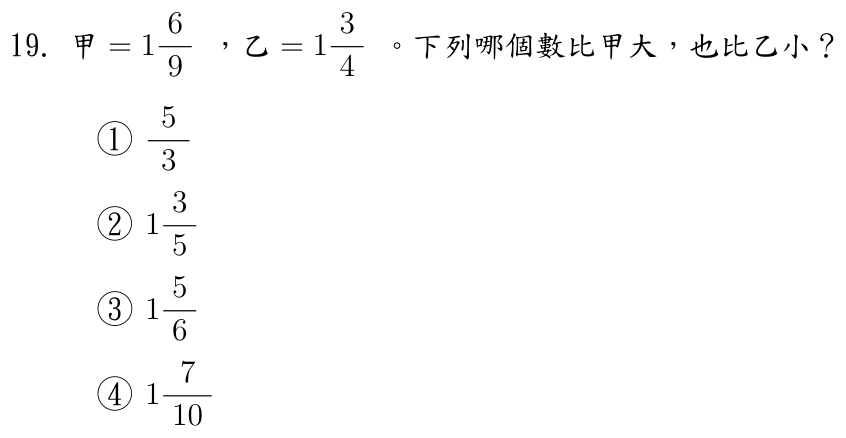 19. 甲 = 1 6/9 ，乙 = 1 3/4 。下列哪個數比甲大，也比乙小？
① 5/3
② 1 3/5
③ 1 5/6
④ 1 7/10